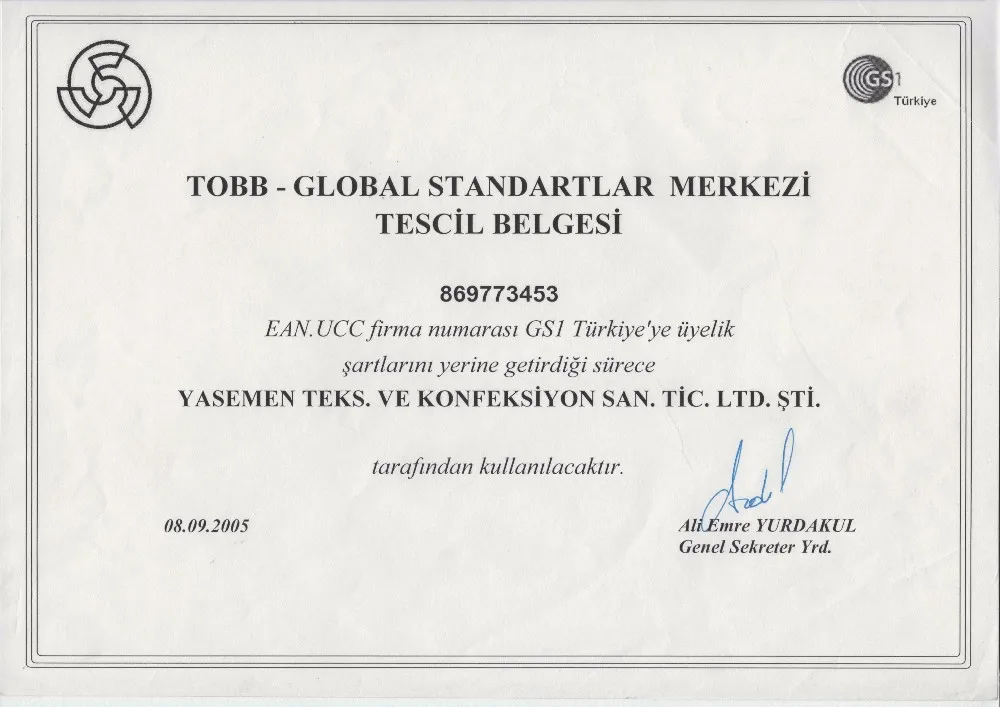 GS1
Türkiye
TOBB - GLOBAL STANDARTLAR MERKEZİ
TESCİL BELGESİ
869773453
EAN.UCC firma numarası GS1 Türkiye'ye üyelik
şartlarını yerine getirdiği sürece
YASEMEN TEKS. VE KONFEKSİYON SAN. TİC. LTD. ŞTİ.
tarafından kullanılacaktır.
08.09.2005
Ali Emre YURDAKUL
Genel Sekreter Yrd.